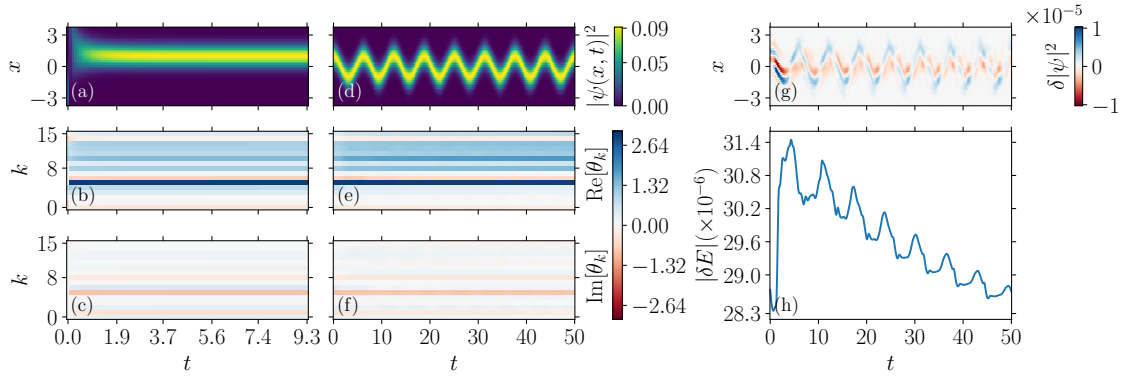 x
3
0
−3
(a)
(d)
0.09
0.05
0.00
|ψ(x, t)|²
x
3
0
−3
(g)
×10⁻⁵
1
0
−1
δ|ψ|²
k
15
8
0
(b)
(e)
2.64
1.32
0.00
−1.32
−2.64
Re[θₖ]
Im[θₖ]
k
15
8
0
(c)
(f)
0.0 1.9 3.7 5.6 7.4 9.3
t
0 10 20 30 40 50
t
|δE|(×10⁻⁶)
31.4
30.8
30.2
29.6
29.0
28.3
(h)
0 10 20 30 40 50
t